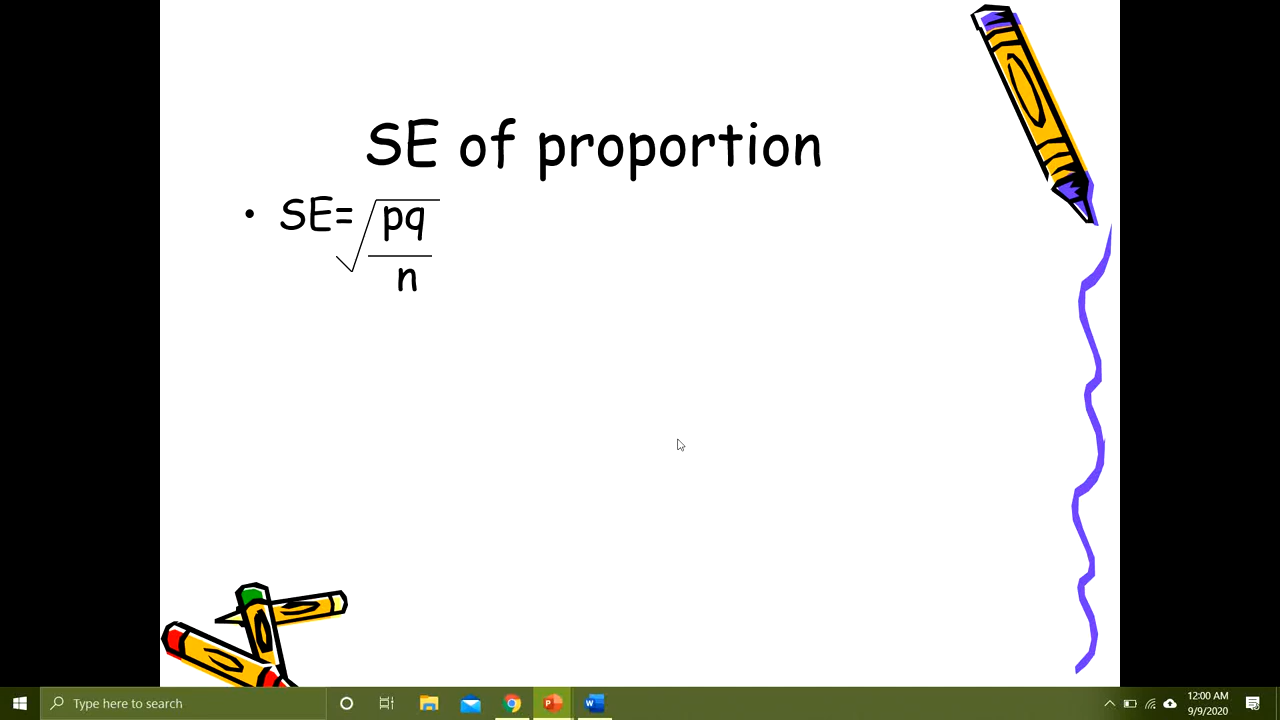 SE of proportion
• SE=√pq
n
Type here to search
12:00 AM
9/9/2020